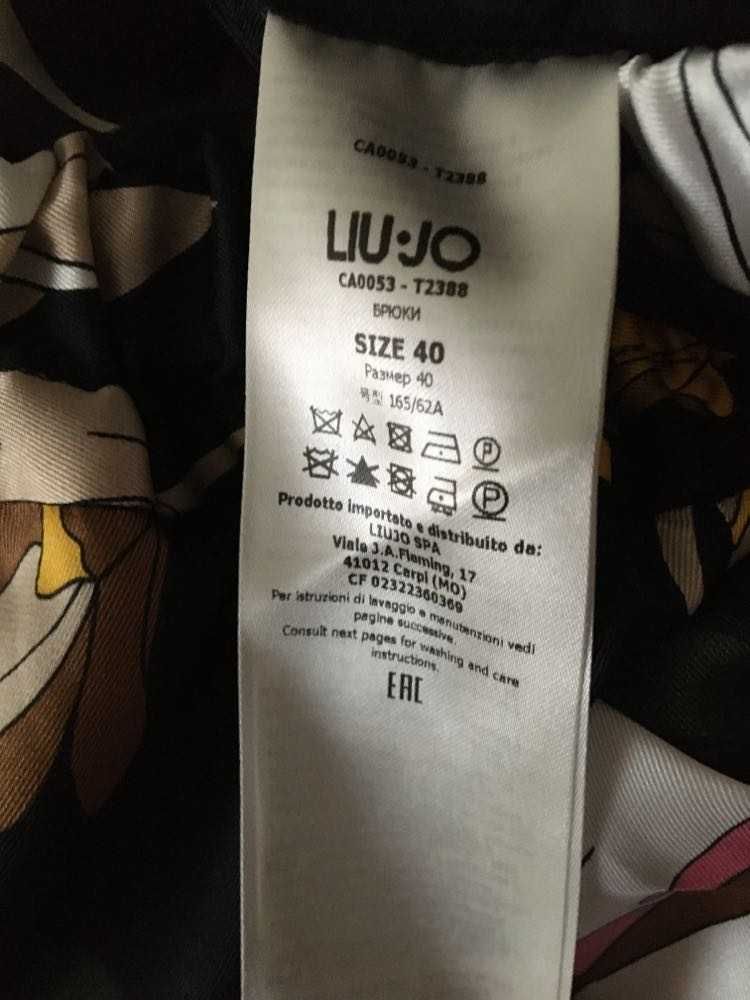 CA0053 - T2388
LIU·JO
CA0053 - T2388
БРЮКИ
SIZE 40
Размер 40
号型 165/62A
P
P
Prodotto importato e distribuito da:
LIUJO SPA
Viale J.A.Fleming, 17
41012 Carpi (MO)
CF 02322360369
Per istruzioni di lavaggio e manutenzioni vedi
pagine successive.
Consult next pages for washing and care
instructions.
EAC